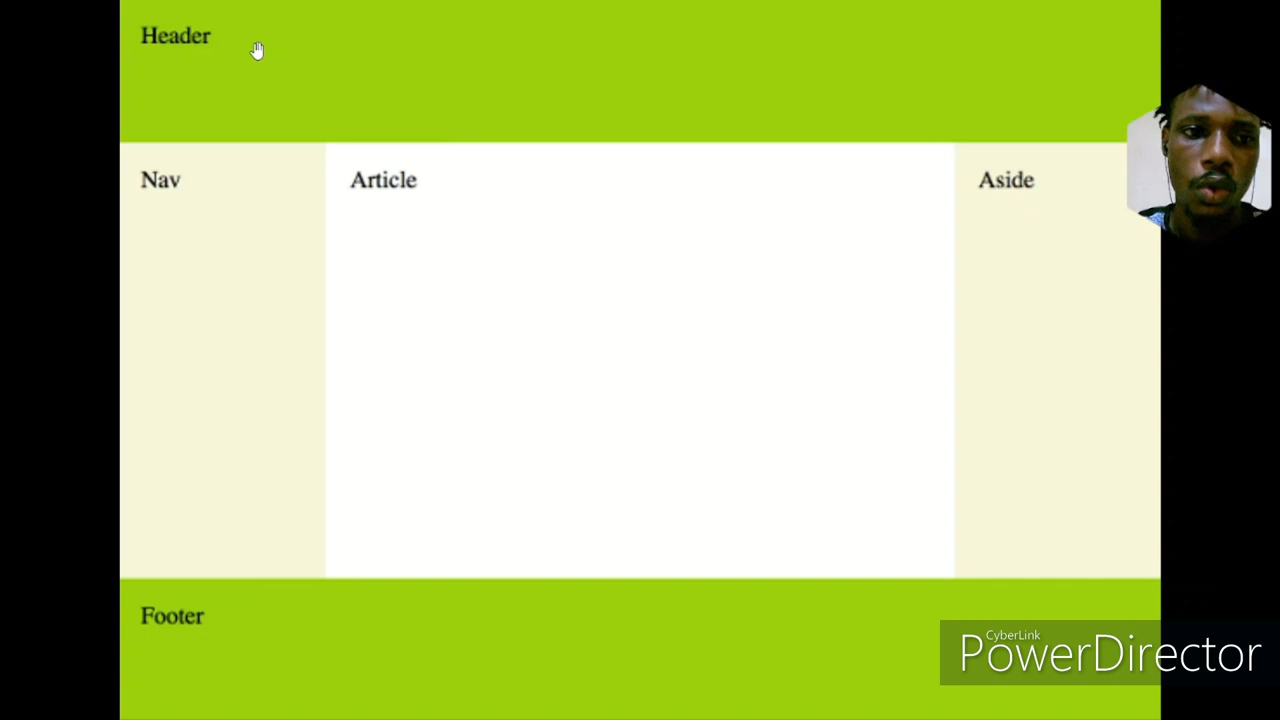 Header
Nav
Article
Aside
Footer
CyberLink
PowerDirector